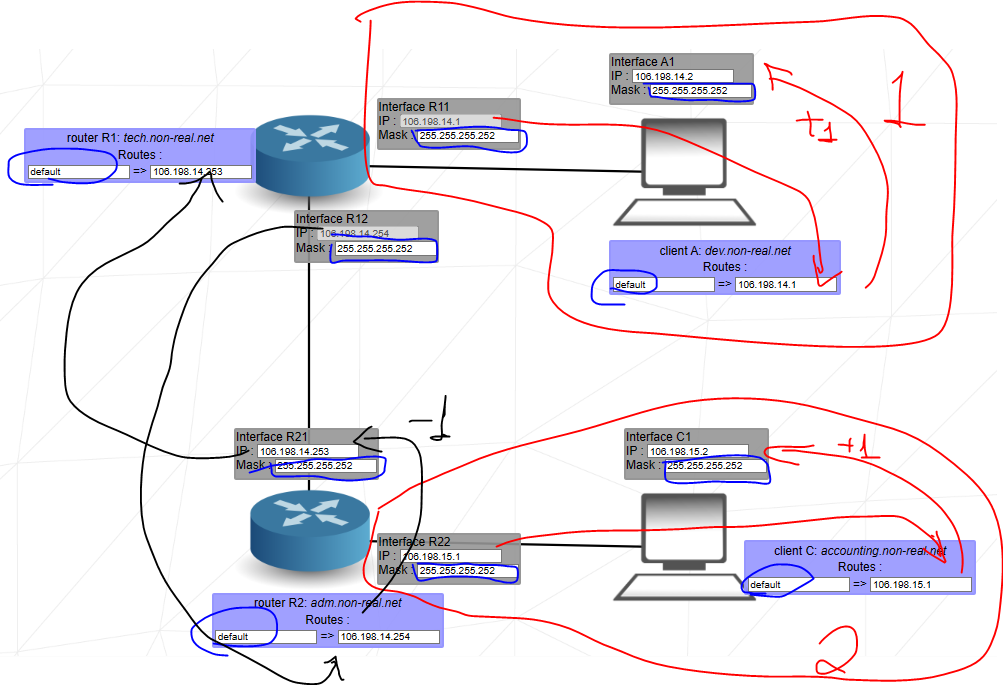 1
Interface A1
IP : 106.198.14.2
Mask : 255.255.255.252
+1
Interface R11
IP : 106.198.14.1
Mask : 255.255.255.252
router R1: tech.non-real.net
Routes :
default => 106.198.14.253
Interface R12
IP : 106.198.14.254
Mask : 255.255.255.252
client A: dev.non-real.net
Routes :
default => 106.198.14.1
-1
Interface R21
IP : 106.198.14.253
Mask : 255.255.255.252
Interface C1
IP : 106.198.15.2
Mask : 255.255.255.252
+1
Interface R22
IP : 106.198.15.1
Mask : 255.255.255.252
client C: accounting.non-real.net
Routes :
default => 106.198.15.1
router R2: adm.non-real.net
Routes :
default => 106.198.14.254
2